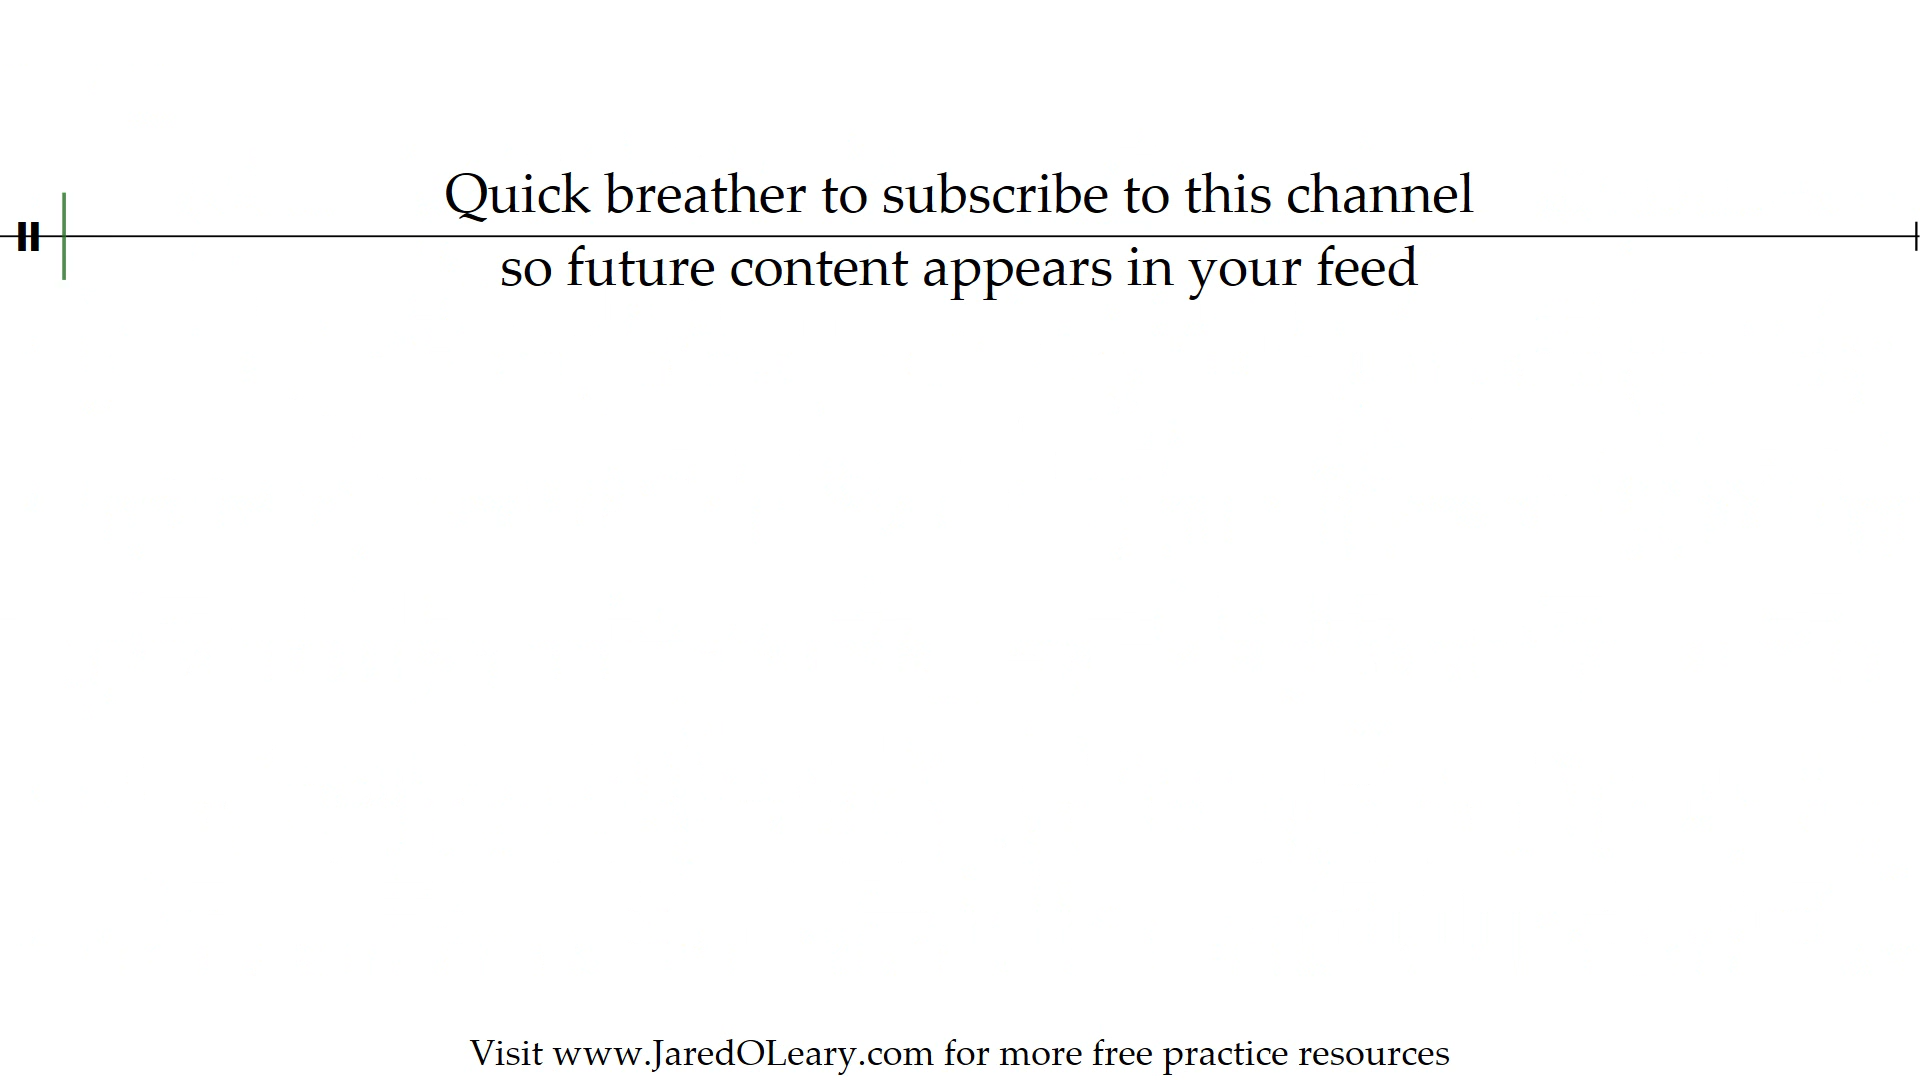 Quick breather to subscribe to this channel
so future content appears in your feed
Visit www.JaredOLeary.com for more free practice resources